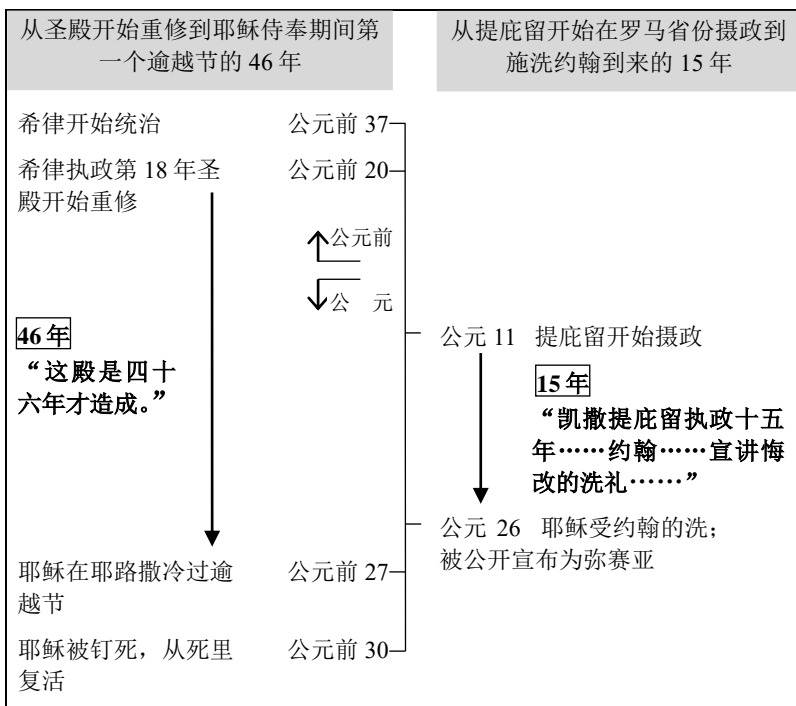 从圣殿开始重修到耶稣侍奉期间第
一个逾越节的 46 年
从提庇留开始在罗马省份摄政到
施洗约翰到来的 15 年
希律开始统治 公元前 37
希律执政第 18 年圣 公元前 20
殿开始重修
公元前
公 元
公元 11 提庇留开始摄政
46 年
“这殿是四十
六年才造成。”
15 年
“凯撒提庇留执政十五
年……约翰……宣讲悔
改的洗礼……”
公元 26 耶稣受约翰的洗；
被公开宣布为弥赛亚
耶稣在耶路撒冷过逾 公元前 27
越节
耶稣被钉死，从死里 公元前 30
复活